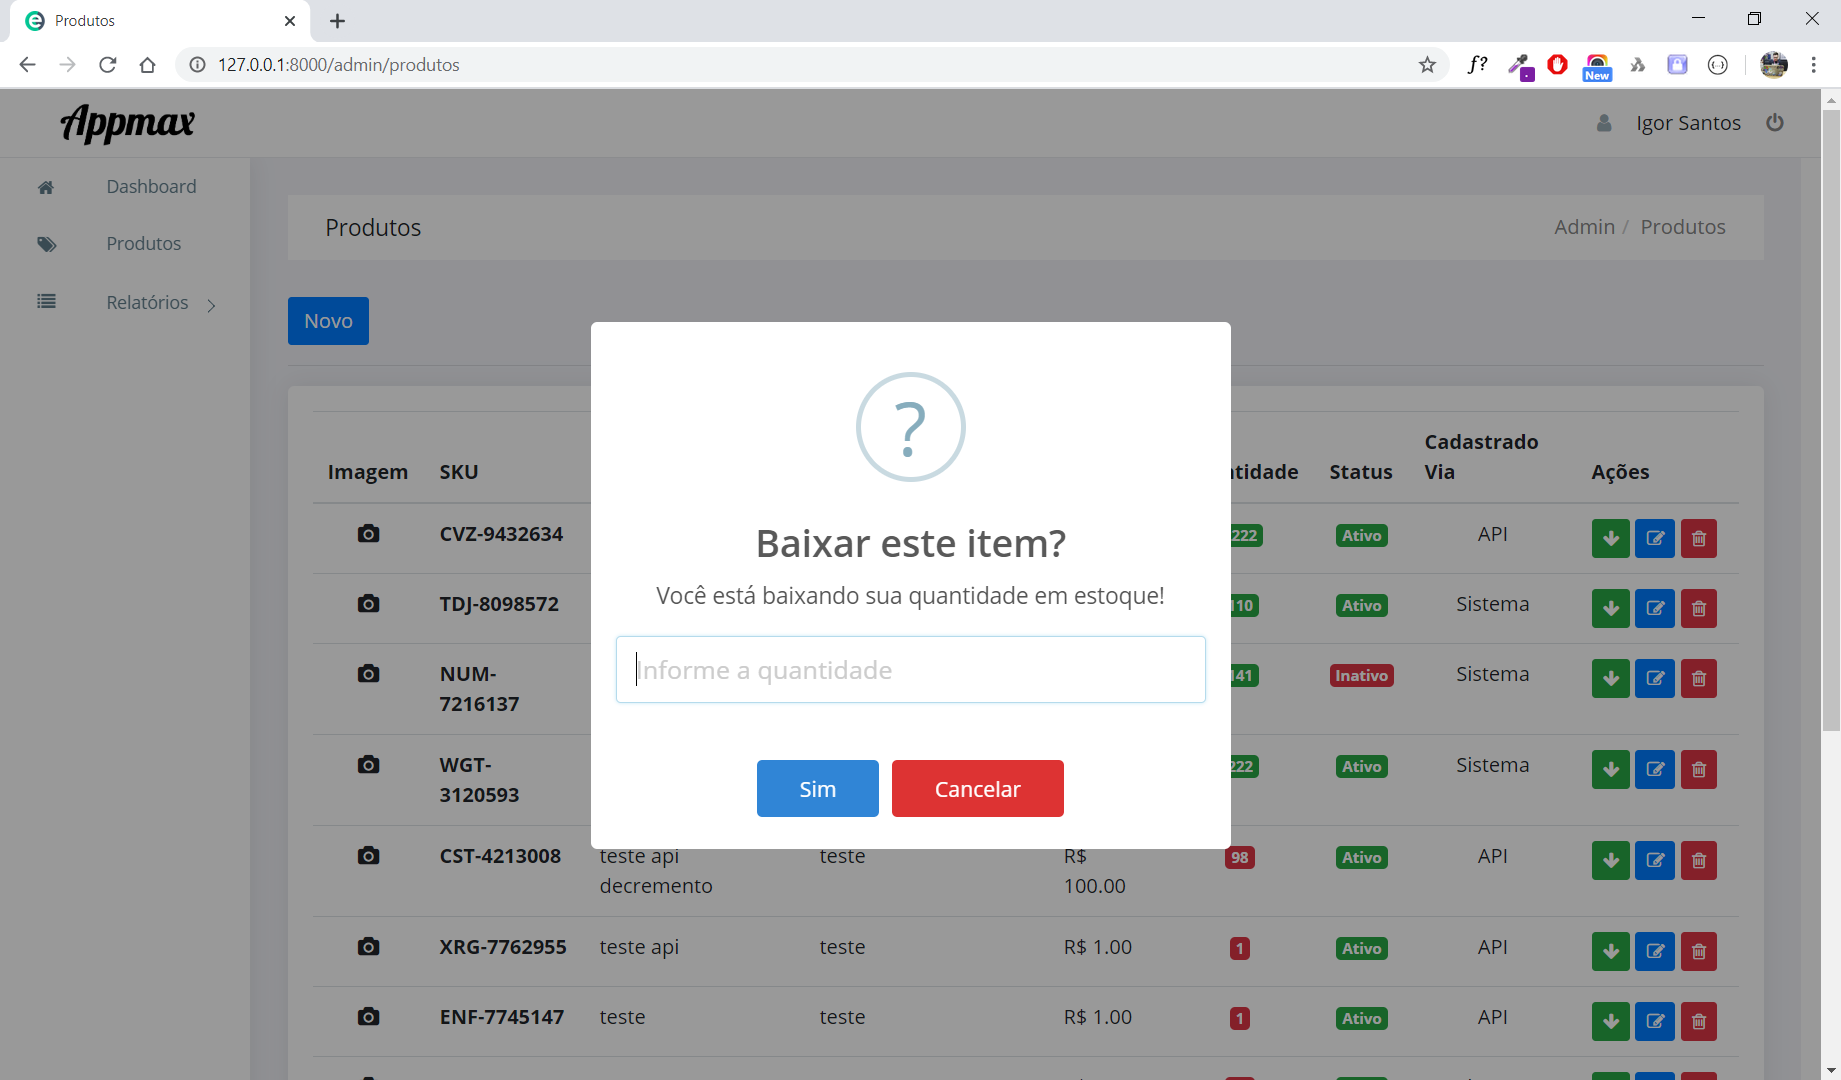 Produtos
127.0.0.1:8000/admin/produtos
f?
New
Appmax
Igor Santos
Dashboard
Produtos
Relatórios
Produtos
Admin / Produtos
Novo
Baixar este item?
Você está baixando sua quantidade em estoque!
Informe a quantidade
Sim
Cancelar
Imagem SKU tidade Status Cadastrado Via Ações
CVZ-9432634 222 Ativo API
TDJ-8098572 110 Ativo Sistema
NUM-
7216137 141 Inativo Sistema
WGT-
3120593 222 Ativo Sistema
CST-4213008 teste api teste R$ 98 Ativo API
decremento 100.00
XRG-7762955 teste api teste R$ 1.00 1 Ativo API
ENF-7745147 teste teste R$ 1.00 1 Ativo API